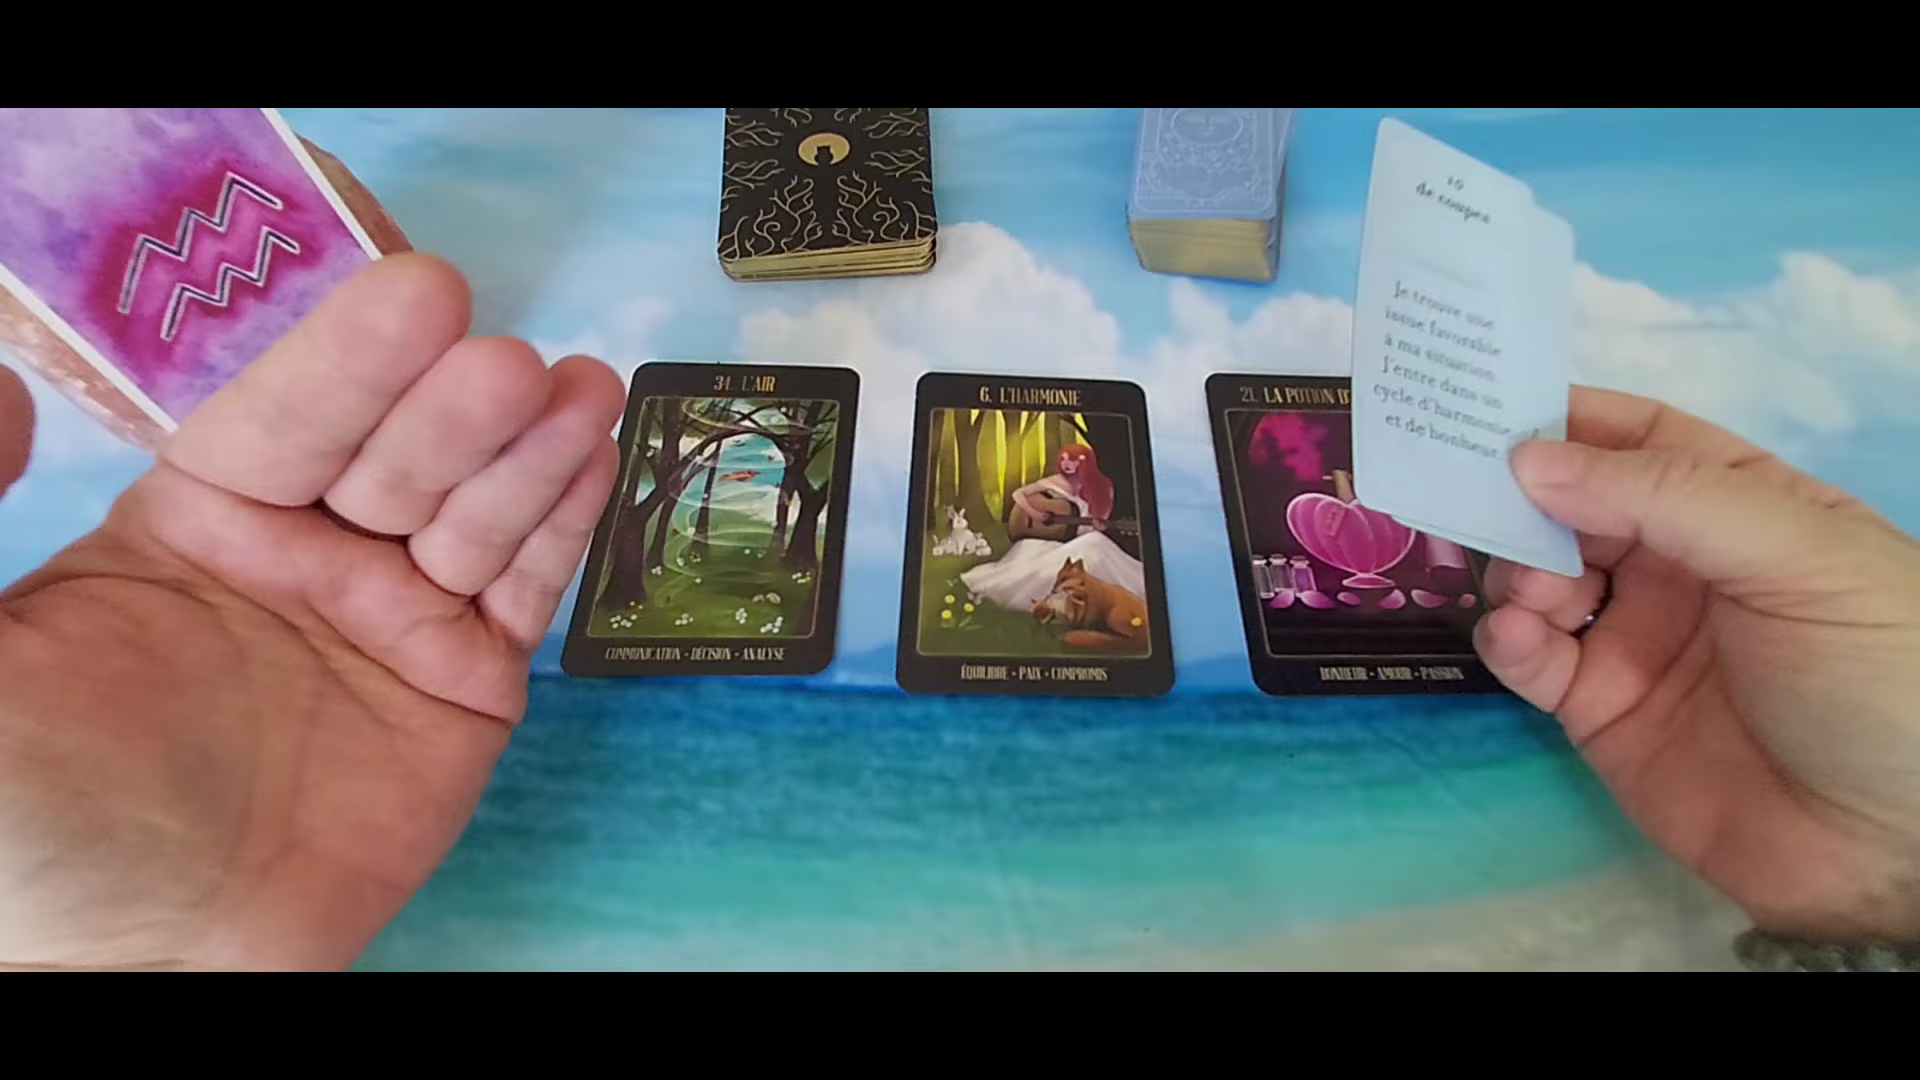 34. L'AIR
COMMUNICATION • DÉCISION • ANALYSE
6. L'HARMONIE
ÉQUILIBRE • PAIX • COMPROMIS
21. LA POTION D'
BONHEUR • AMOUR • PASSION
10
de coupes
Je trouve une
issue favorable
à ma situation.
J'entre dans un
cycle d'harmonie
et de bonheur.